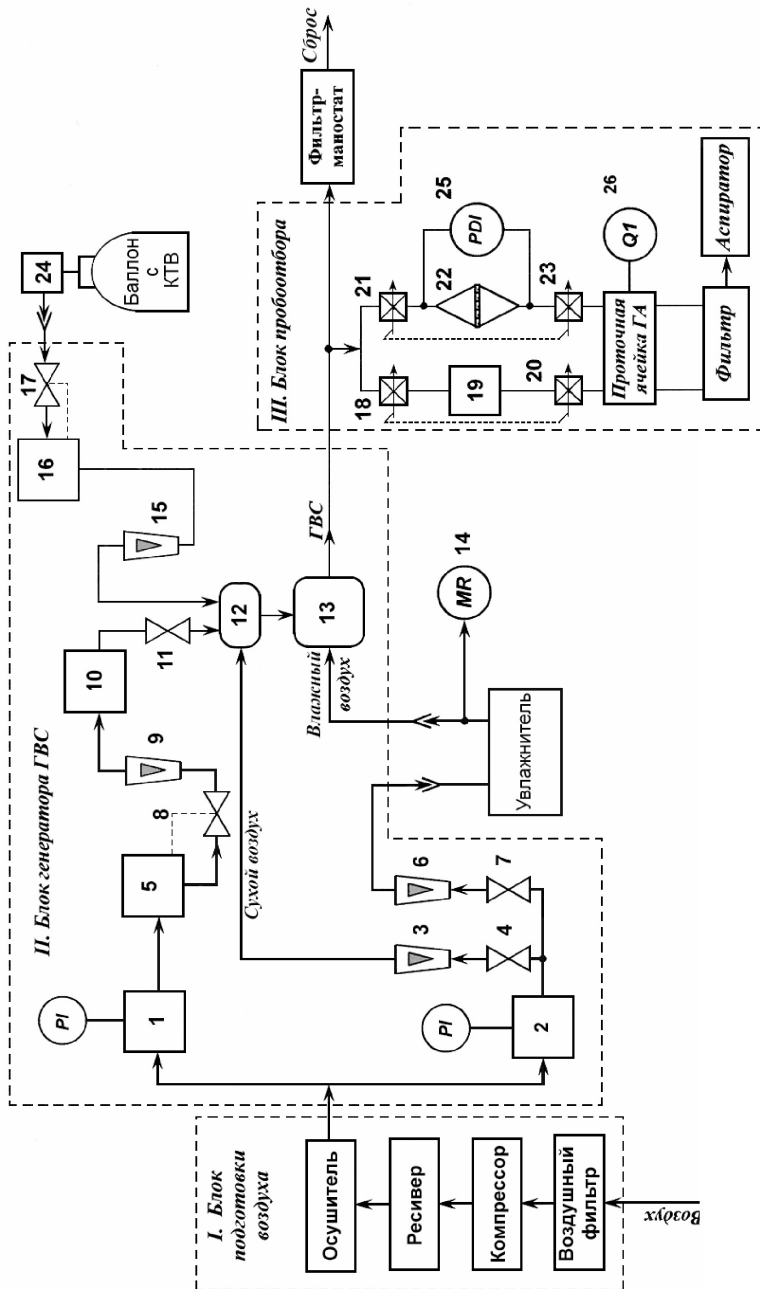 I. Блок
подготовки
воздуха
Осушитель
Ресивер
Компрессор
Воздушный
фильтр
Воздух
II. Блок генератора ГВС
PI
1
PI
2
5
8
9
10
11
3
4
6
7
Сухой воздух
12
13
15
16
17
24
Баллон
с
КТВ
Влажный
воздух
Увлажнитель
MR
14
ГВС
Фильтр-
маностат
Сброс
III. Блок пробоотбора
18
19
20
21
22
23
PDI
25
Проточная
ячейка ГА
Q1
26
Фильтр
Аспиратор